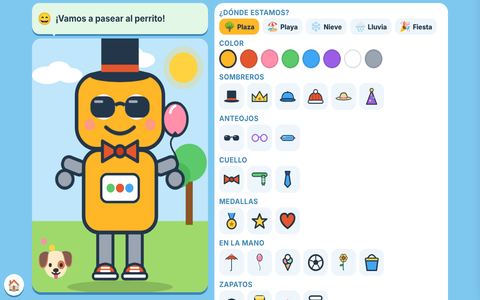 😄 ¡Vamos a pasear al perrito!
¿DÓNDE ESTAMOS?
Plaza Playa Nieve Lluvia Fiesta
COLOR
SOMBREROS
ANTEOJOS
CUELLO
MEDALLAS
EN LA MANO
ZAPATOS